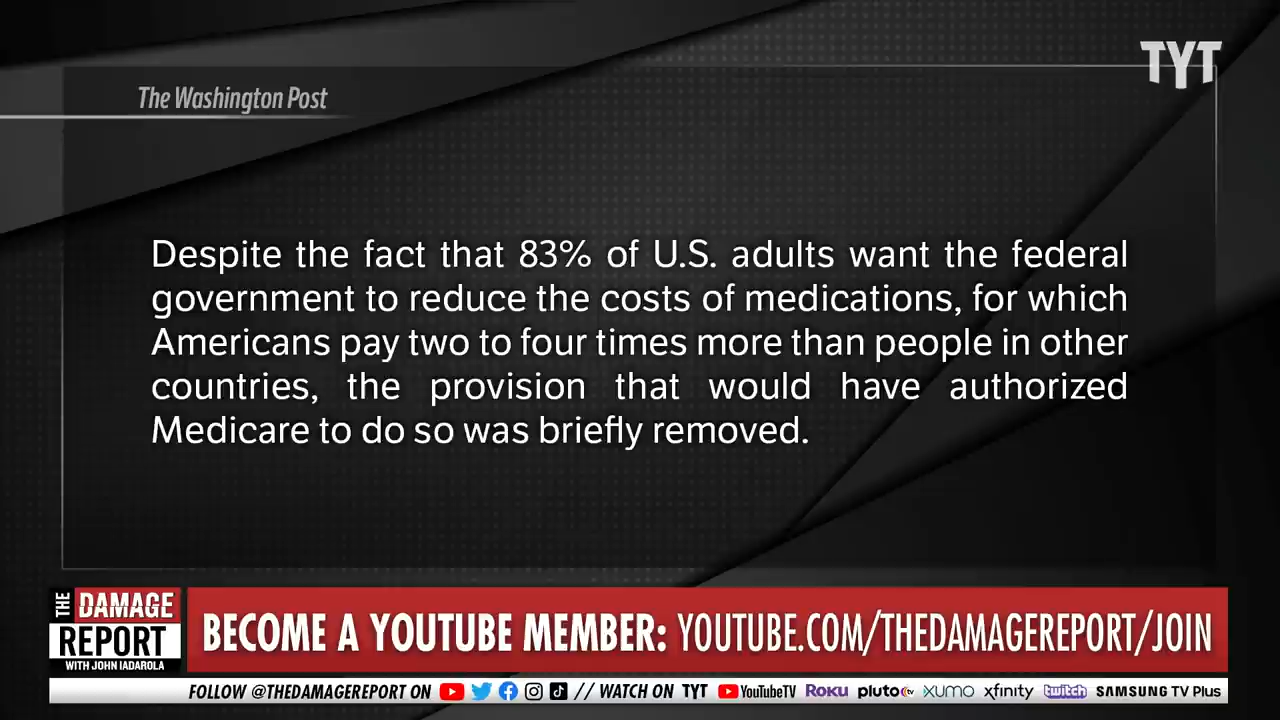 TYT
The Washington Post
Despite the fact that 83% of U.S. adults want the federal
government to reduce the costs of medications, for which
Americans pay two to four times more than people in other
countries, the provision that would have authorized
Medicare to do so was briefly removed.
THE DAMAGE
REPORT
WITH JOHN IADAROLA
BECOME A YOUTUBE MEMBER: YOUTUBE.COM/THEDAMAGEREPORT/JOIN
FOLLOW @THEDAMAGEREPORT ON // WATCH ON TYT YouTubeTV ROKU pluto tv XUMO xfinity twitch SAMSUNG TV Plus